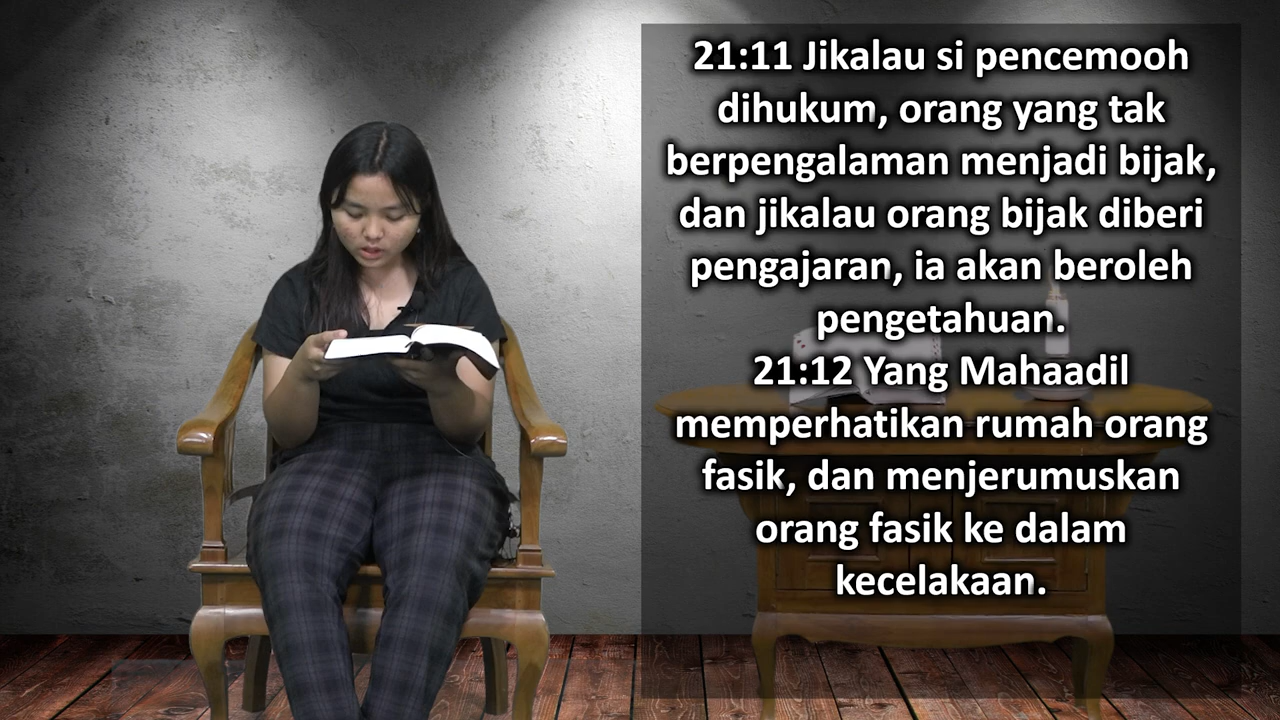 21:11 Jikalau si pencemooh
dihukum, orang yang tak
berpengalaman menjadi bijak,
dan jikalau orang bijak diberi
pengajaran, ia akan beroleh
pengetahuan.
21:12 Yang Mahaadil
memperhatikan rumah orang
fasik, dan menjerumuskan
orang fasik ke dalam
kecelakaan.